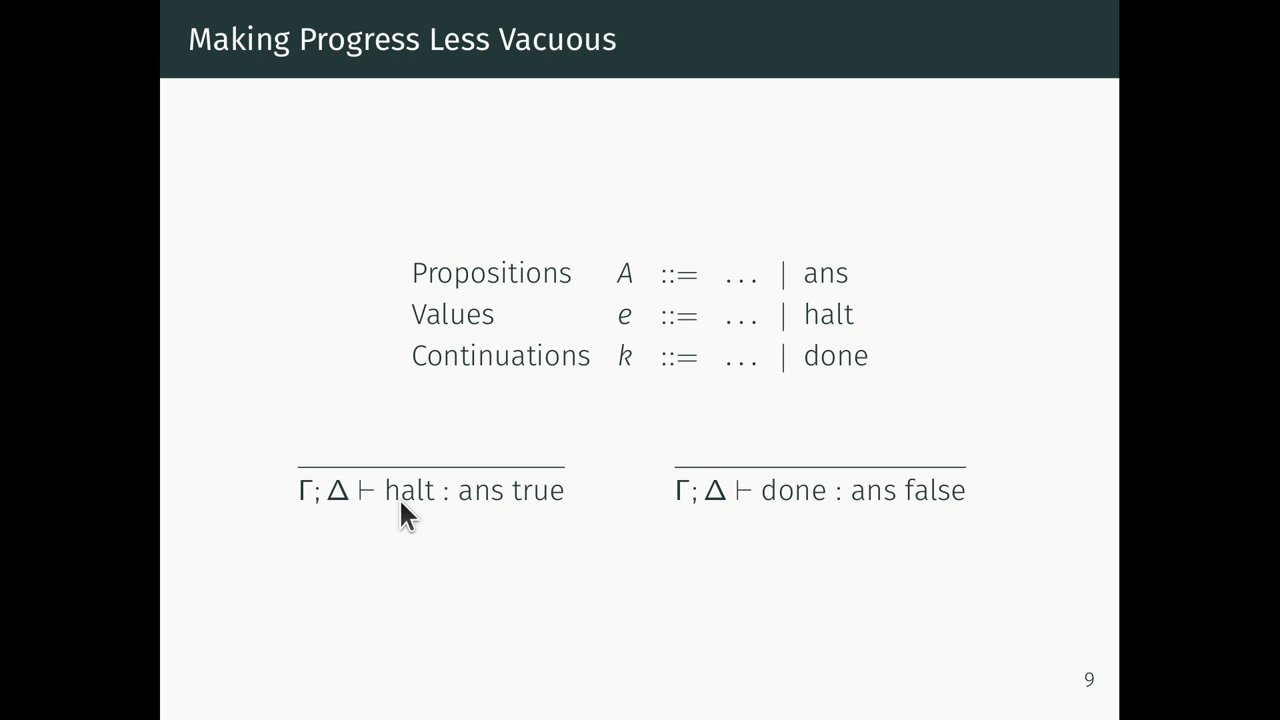 Making Progress Less Vacuous
Propositions A ::= ... | ans
Values e ::= ... | halt
Continuations k ::= ... | done
Γ; Δ ⊢ halt : ans true
Γ; Δ ⊢ done : ans false
9